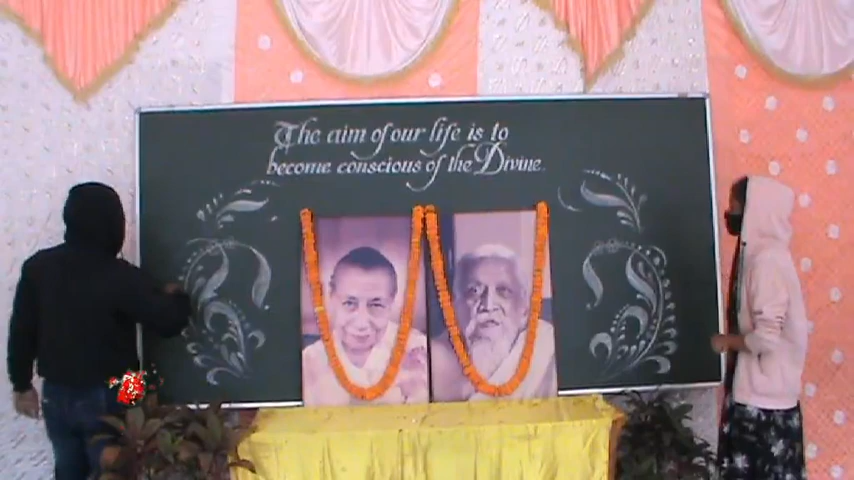 The aim of our life is to
become conscious of the Divine.